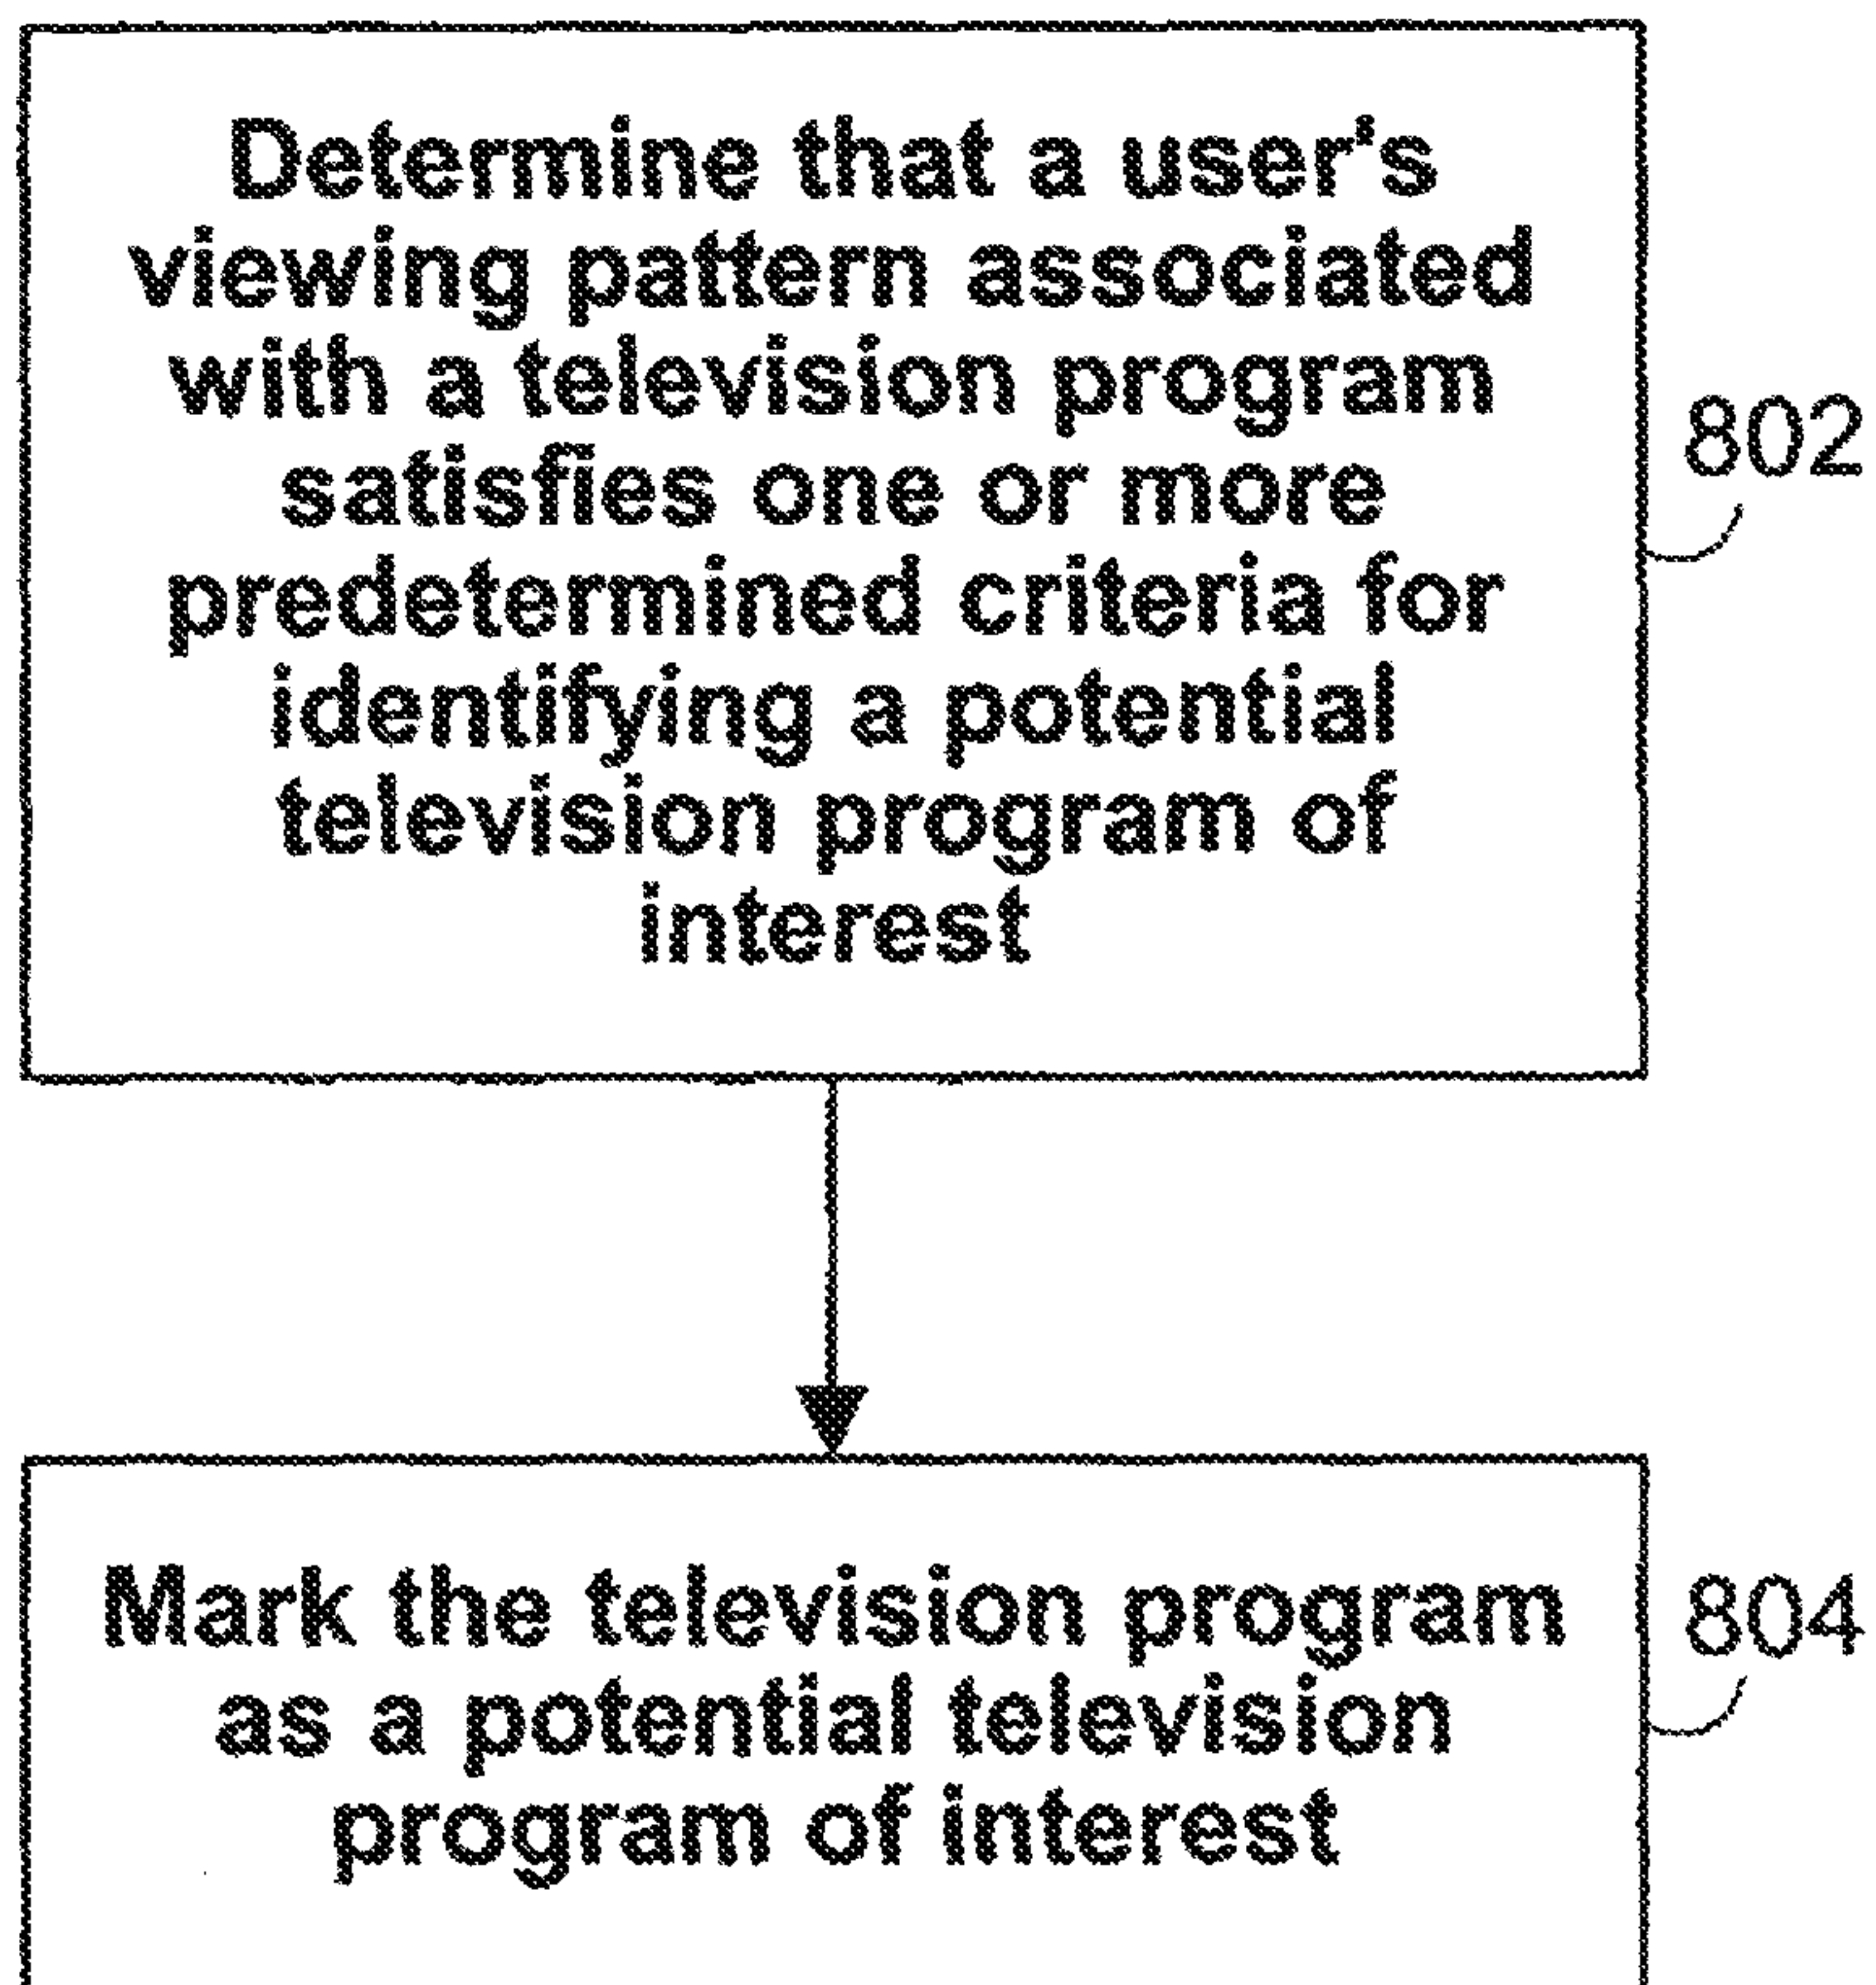 Determine that a user's
viewing pattern associated
with a television program
satisfies one or more
predetermined criteria for
identifying a potential
television program of
interest
802
Mark the television program
as a potential television
program of interest
804